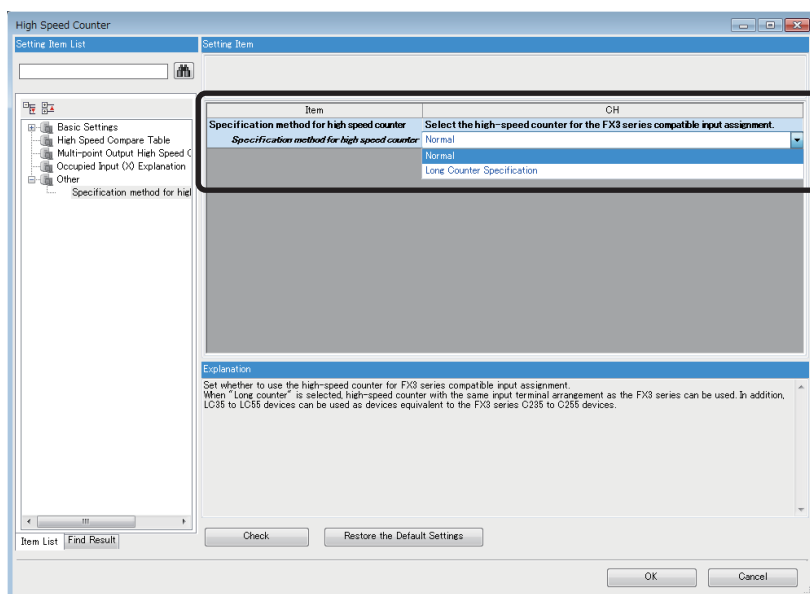 High Speed Counter
Setting Item List
Setting Item
Item
CH
Specification method for high speed counter
Select the high-speed counter for the FX3 series compatible input assignment.
Specification method for high speed counter
Normal
Normal
Long Counter Specification
Basic Settings
High Speed Compare Table
Multi-point Output High Speed C
Occupied Input (X) Explanation
Other
Specification method for higl
Explanation
Set whether to use the high-speed counter for FX3 series compatible input assignment.
When "Long counter" is selected, high-speed counter with the same input terminal arrangement as the FX3 series can be used. In addition,
LC35 to LC55 devices can be used as devices equivalent to the FX3 series C235 to C255 devices.
Item List
Find Result
Check
Restore the Default Settings
OK
Cancel